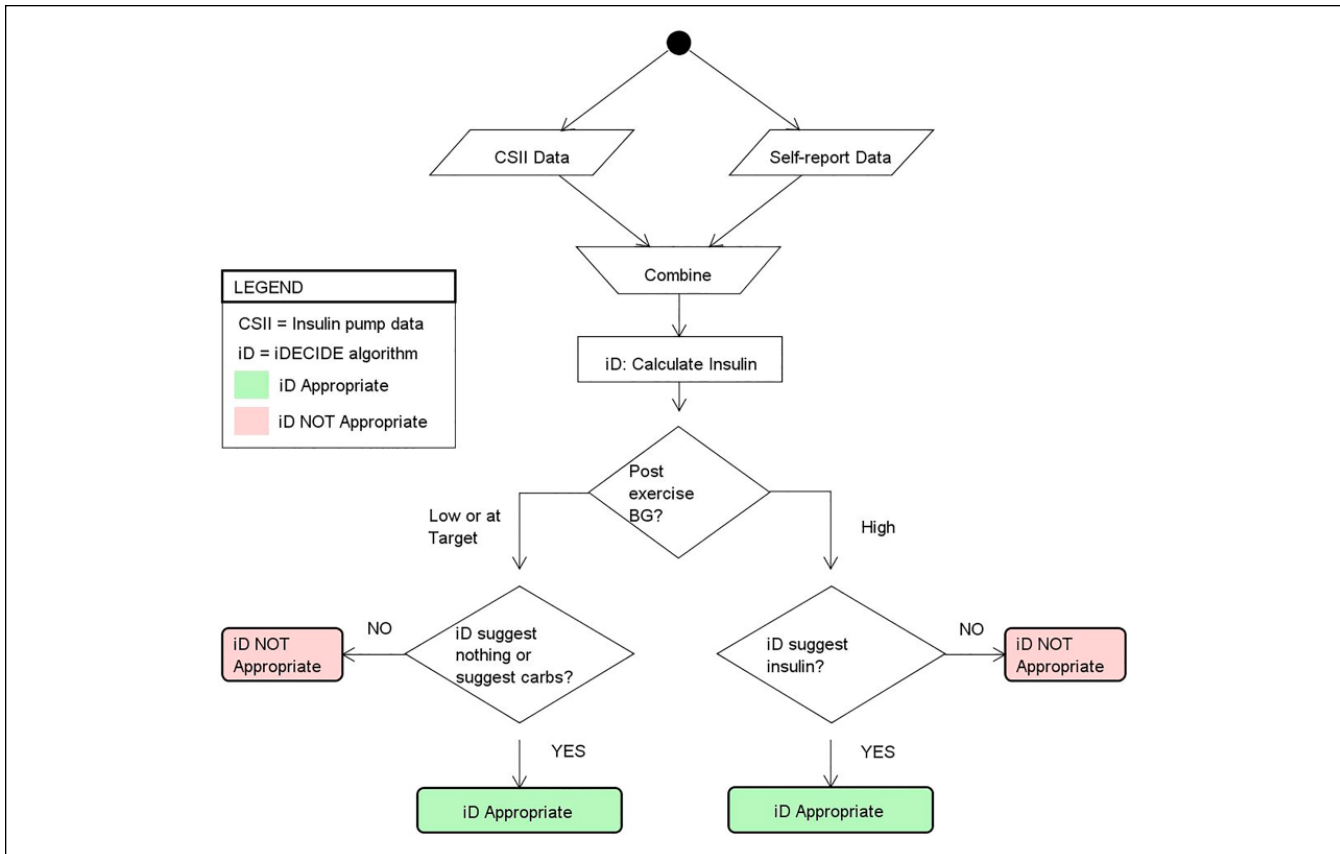 CSII Data
Self-report Data
Combine
LEGEND
CSII = Insulin pump data
iD = iDECIDE algorithm
iD Appropriate
iD NOT Appropriate
iD: Calculate Insulin
Post
exercise
BG?
Low or at
Target
High
iD NOT
Appropriate
NO
iD suggest
nothing or
suggest carbs?
iD suggest
insulin?
NO
iD NOT
Appropriate
YES
YES
iD Appropriate
iD Appropriate